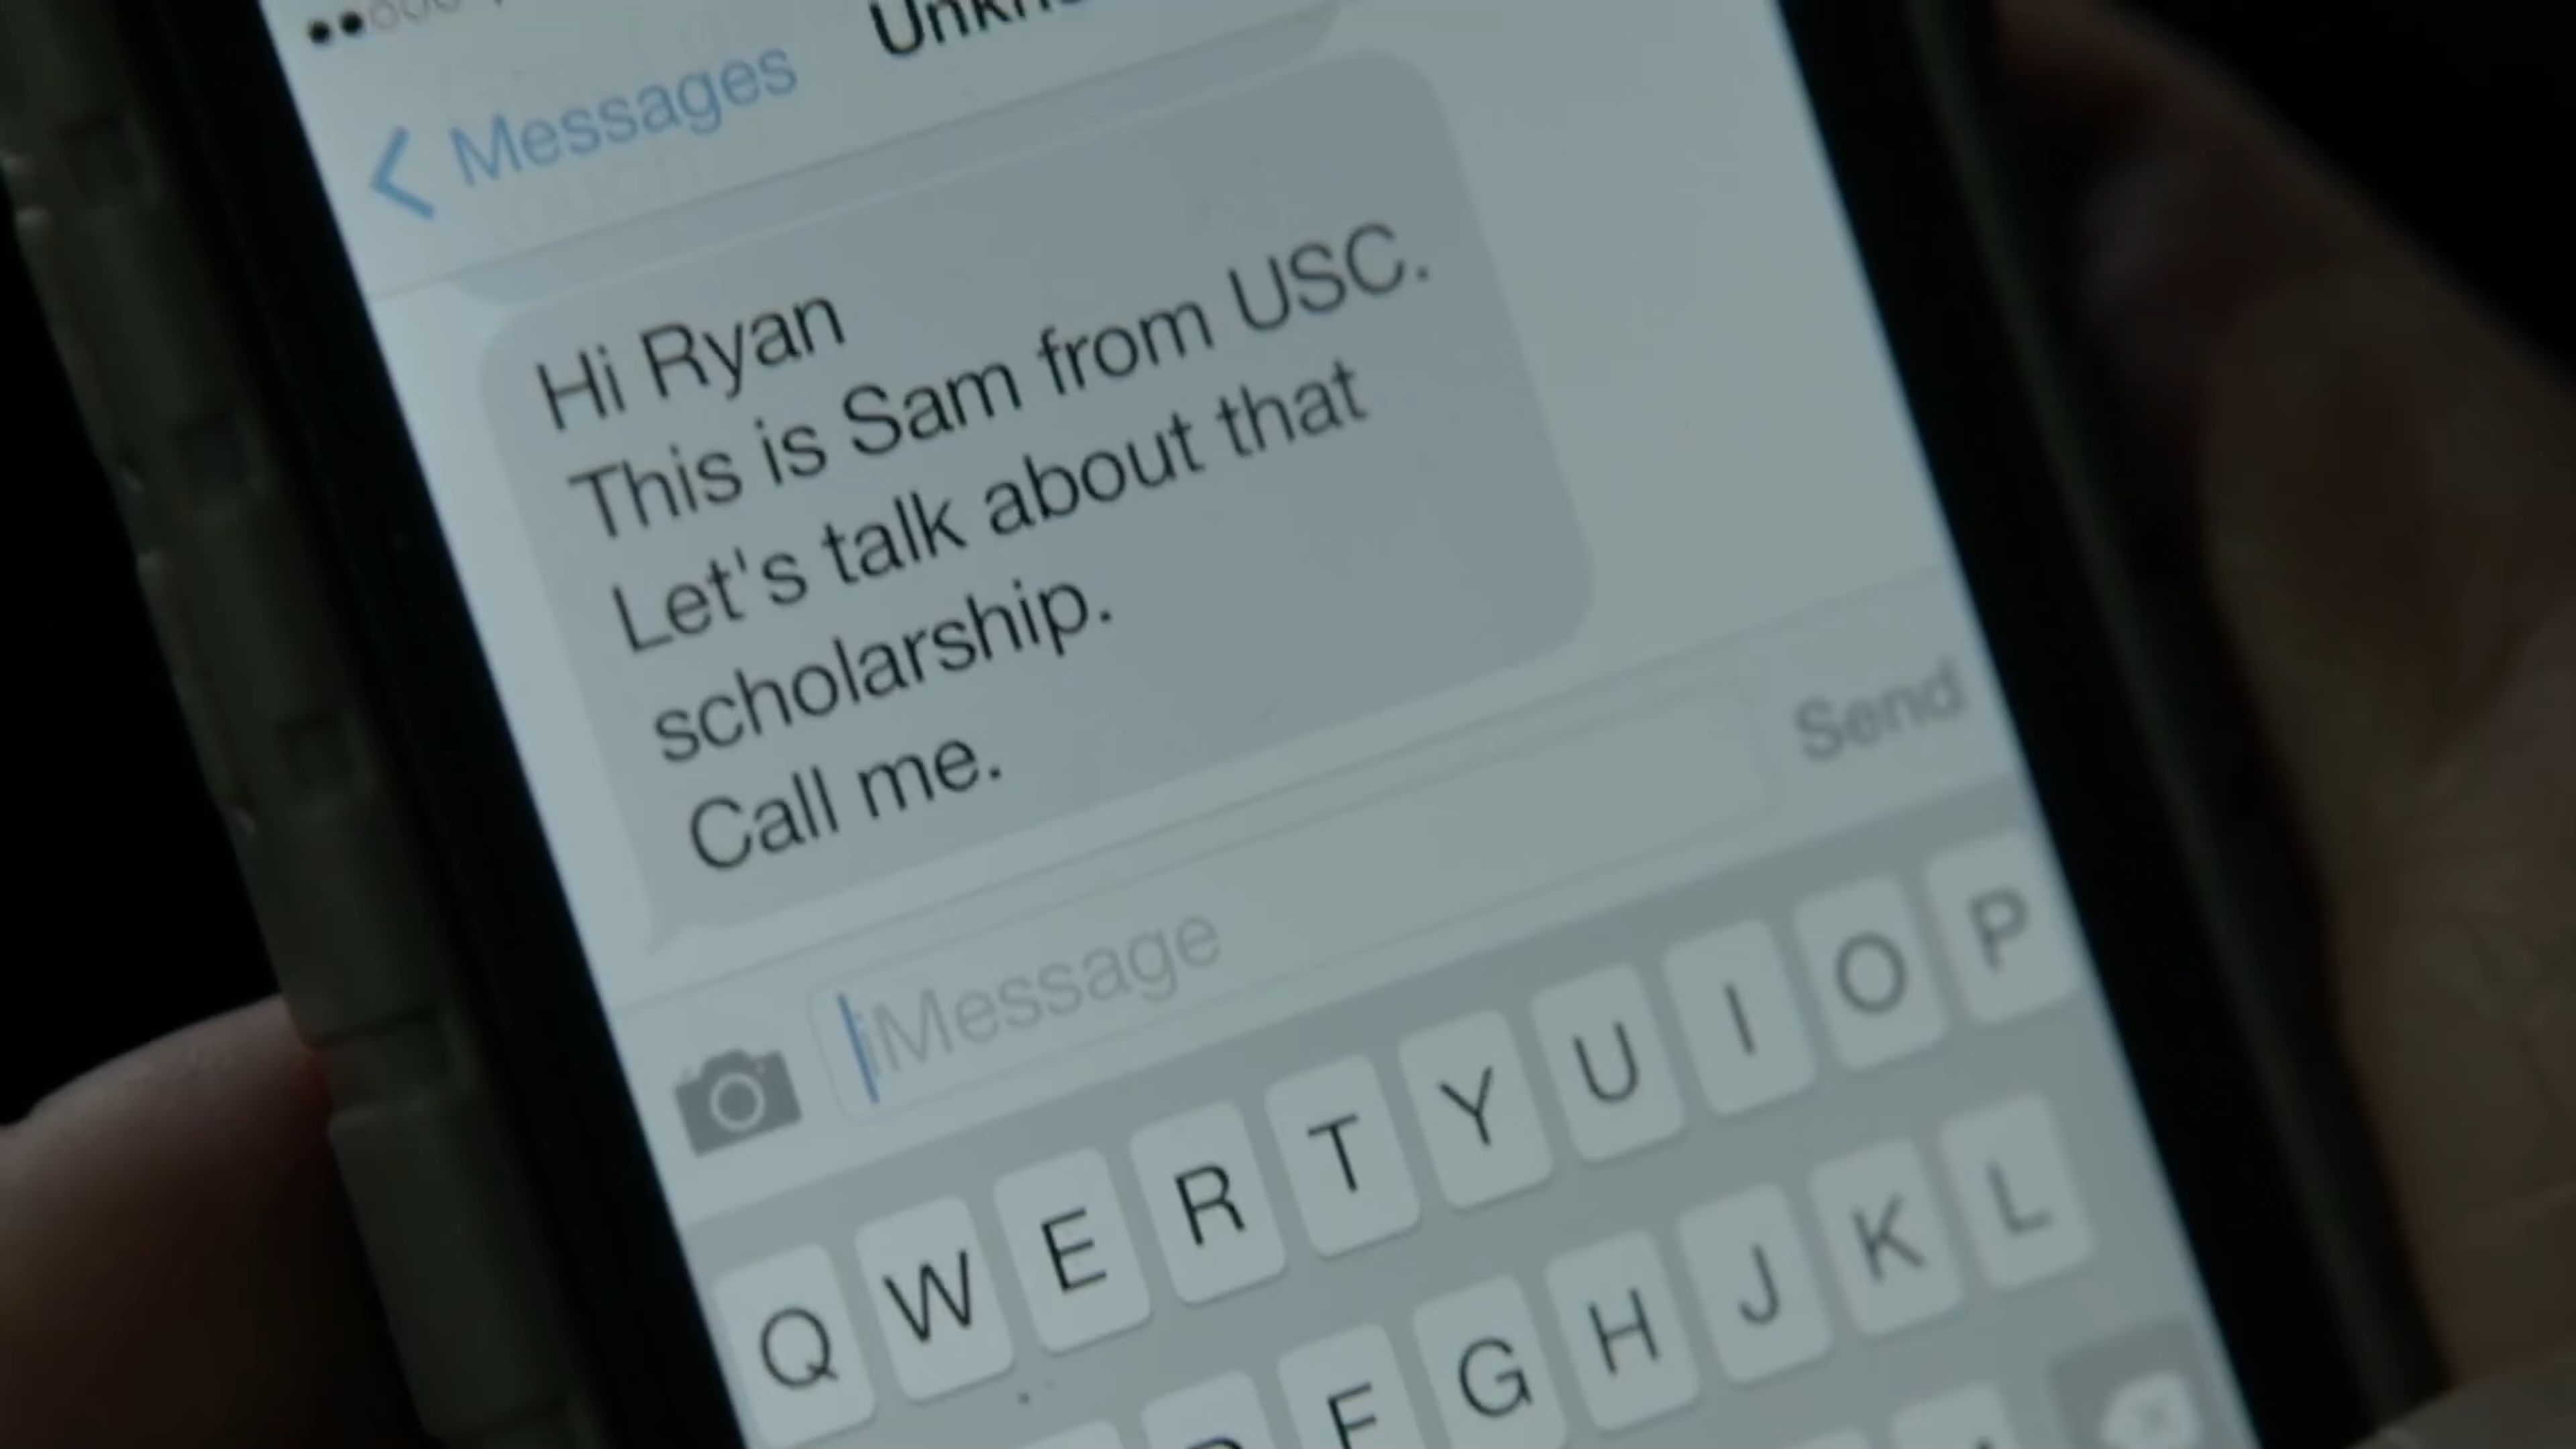 Messages
Hi Ryan
This is Sam from USC.
Let's talk about that
scholarship.
Call me.
iMessage
Send
Q W E R T Y U I O P
F G H J K L